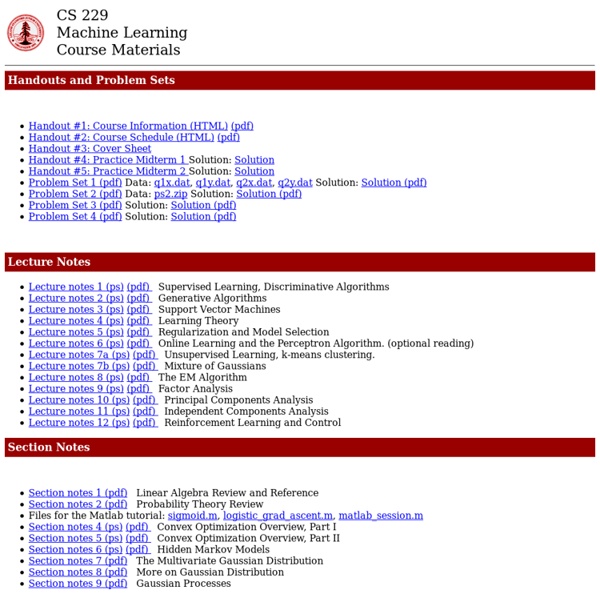 CS 229
Machine Learning
Course Materials
Handouts and Problem Sets
Handout #1: Course Information (HTML) (pdf)
Handout #2: Course Schedule (HTML) (pdf)
Handout #3: Cover Sheet
Handout #4: Practice Midterm 1 Solution: Solution
Handout #5: Practice Midterm 2 Solution: Solution
Problem Set 1 (pdf) Data: q1x.dat, q1y.dat, q2x.dat, q2y.dat Solution: Solution (pdf)
Problem Set 2 (pdf) Data: ps2.zip Solution: Solution (pdf)
Problem Set 3 (pdf) Solution: Solution (pdf)
Problem Set 4 (pdf) Solution: Solution (pdf)
Lecture Notes
Lecture notes 1 (ps) (pdf) Supervised Learning, Discriminative Algorithms
Lecture notes 2 (ps) (pdf) Generative Algorithms
Lecture notes 3 (ps) (pdf) Support Vector Machines
Lecture notes 4 (ps) (pdf) Learning Theory
Lecture notes 5 (ps) (pdf) Regularization and Model Selection
Lecture notes 6 (ps) (pdf) Online Learning and the Perceptron Algorithm. (optional reading)
Lecture notes 7a (ps) (pdf) Unsupervised Learning, k-means clustering.
Lecture notes 7b (ps) (pdf) Mixture of Gaussians
Lecture notes 8 (ps) (pdf) The EM Algorithm
Lecture notes 9 (ps) (pdf) Factor Analysis
Lecture notes 10 (ps) (pdf) Principal Components Analysis
Lecture notes 11 (ps) (pdf) Independent Components Analysis
Lecture notes 12 (ps) (pdf) Reinforcement Learning and Control
Section Notes
Section notes 1 (pdf) Linear Algebra Review and Reference
Section notes 2 (pdf) Probability Theory Review
Files for the Matlab tutorial: sigmoid.m, logistic_grad_ascent.m, matlab_session.m
Section notes 4 (ps) (pdf) Convex Optimization Overview, Part I
Section notes 5 (ps) (pdf) Convex Optimization Overview, Part II
Section notes 6 (ps) (pdf) Hidden Markov Models
Section notes 7 (pdf) The Multivariate Gaussian Distribution
Section notes 8 (pdf) More on Gaussian Distribution
Section notes 9 (pdf) Gaussian Processes